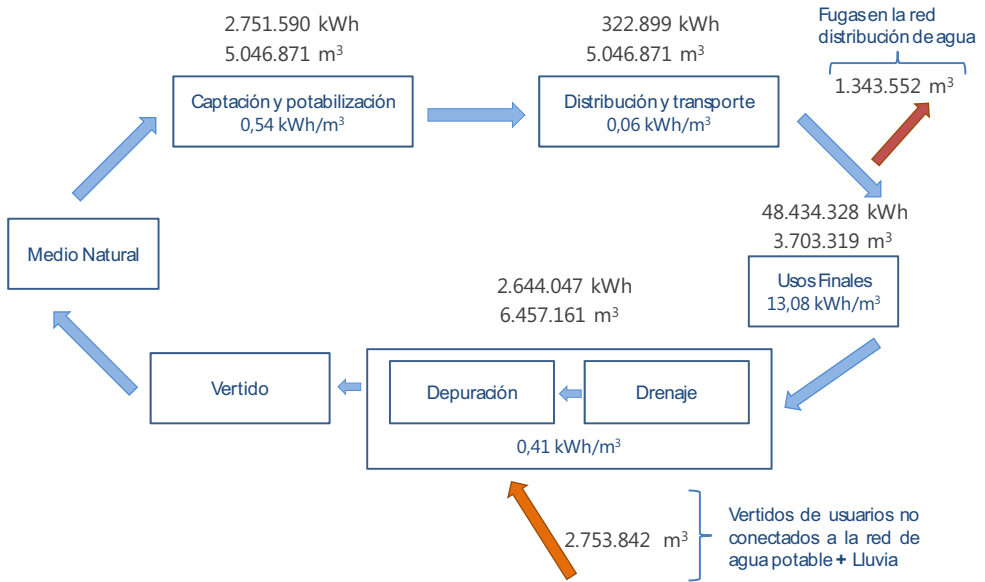 2.751.590 kWh
5.046.871 m³
Captación y potabilización
0,54 kWh/m³
322.899 kWh
5.046.871 m³
Distribución y transporte
0,06 kWh/m³
Fugas en la red
distribución de agua
1.343.552 m³
48.434.328 kWh
3.703.319 m³
Usos Finales
13,08 kWh/m³
Medio Natural
2.644.047 kWh
6.457.161 m³
Vertido
Depuración
Drenaje
0,41 kWh/m³
2.753.842 m³
Vertidos de usuarios no
conectados a la red de
agua potable + Lluvia